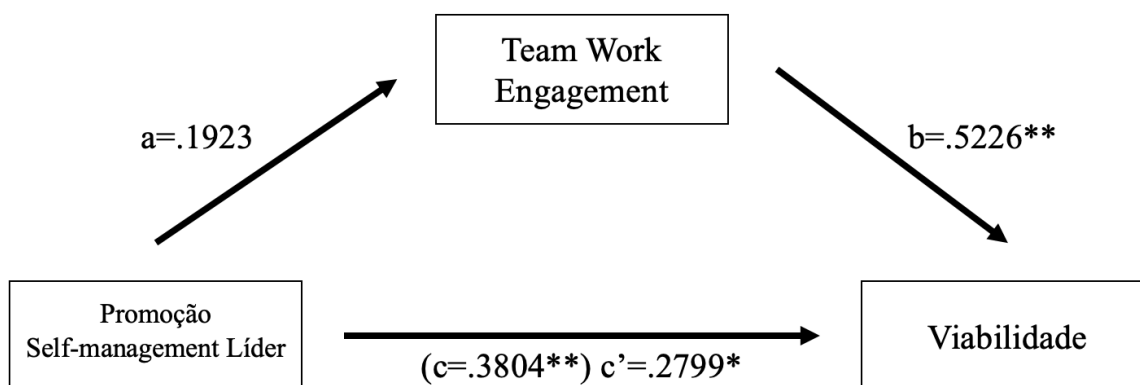 Team Work
Engagement
a=.1923
b=.5226**
Promoção
Self-management Líder
Viabilidade
(c=.3804**) c’=.2799*